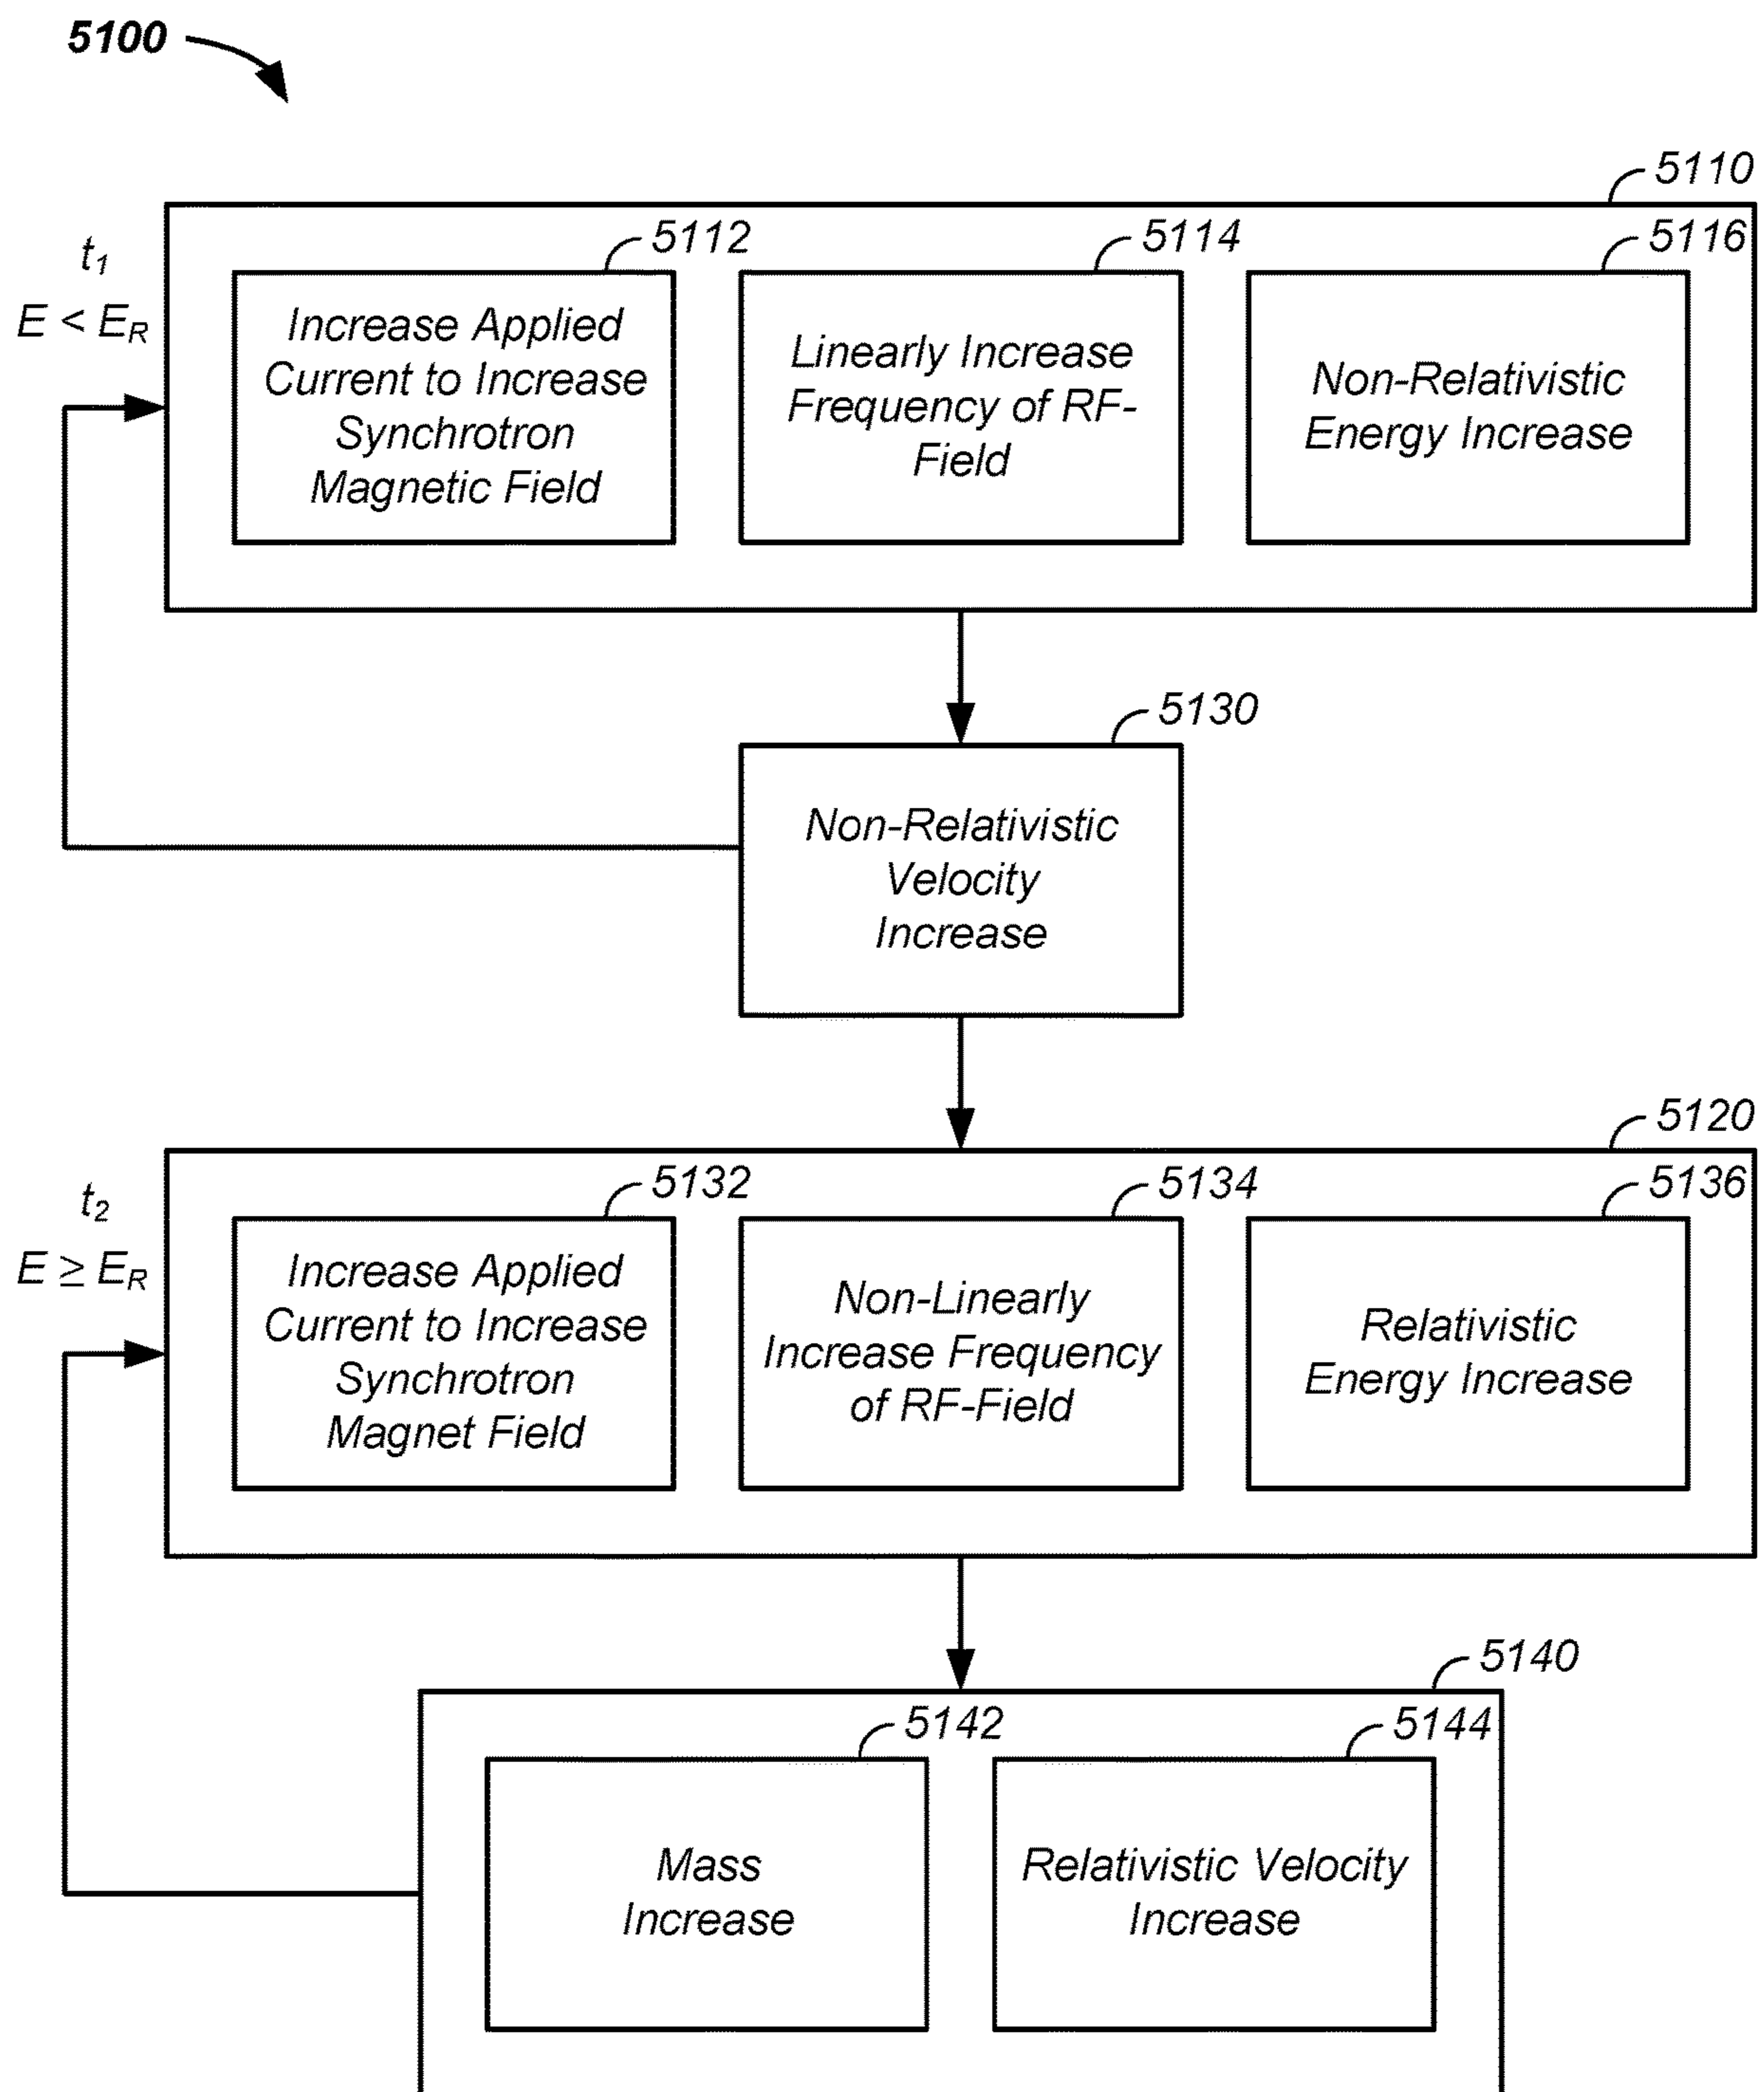 5100
5110
5112
5114
5116
t1
E < ER
Increase Applied
Current to Increase
Synchrotron
Magnetic Field
Linearly Increase
Frequency of RF-
Field
Non-Relativistic
Energy Increase
5130
Non-Relativistic
Velocity
Increase
5120
5132
5134
5136
t2
E ≥ ER
Increase Applied
Current to Increase
Synchrotron
Magnet Field
Non-Linearly
Increase Frequency
of RF-Field
Relativistic
Energy Increase
5140
5142
5144
Mass
Increase
Relativistic Velocity
Increase